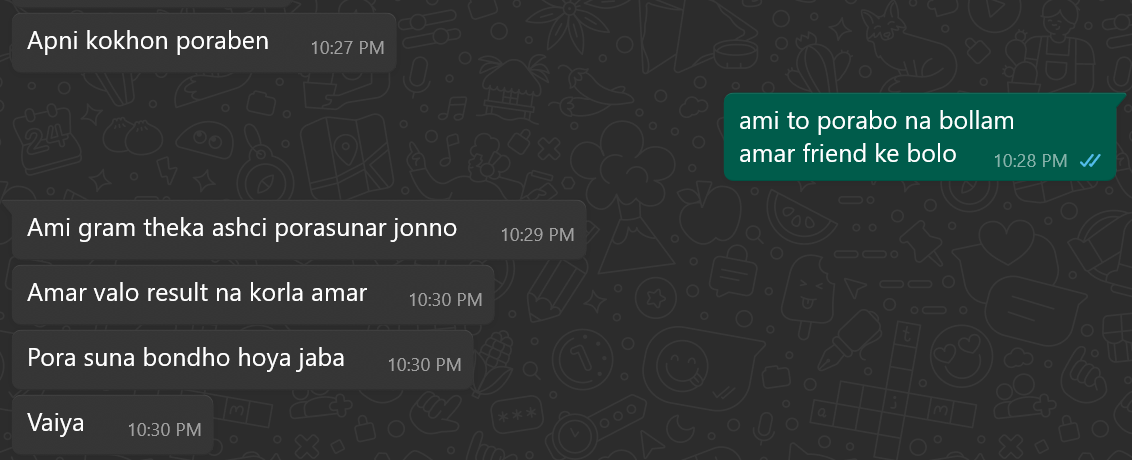 Apni kokhon poraben
10:27 PM
ami to porabo na bollam
amar friend ke bolo
10:28 PM
Ami gram theka ashci porasunar jonno
10:29 PM
Amar valo result na korla amar
10:30 PM
Pora suna bondho hoya jaba
10:30 PM
Vaiya
10:30 PM